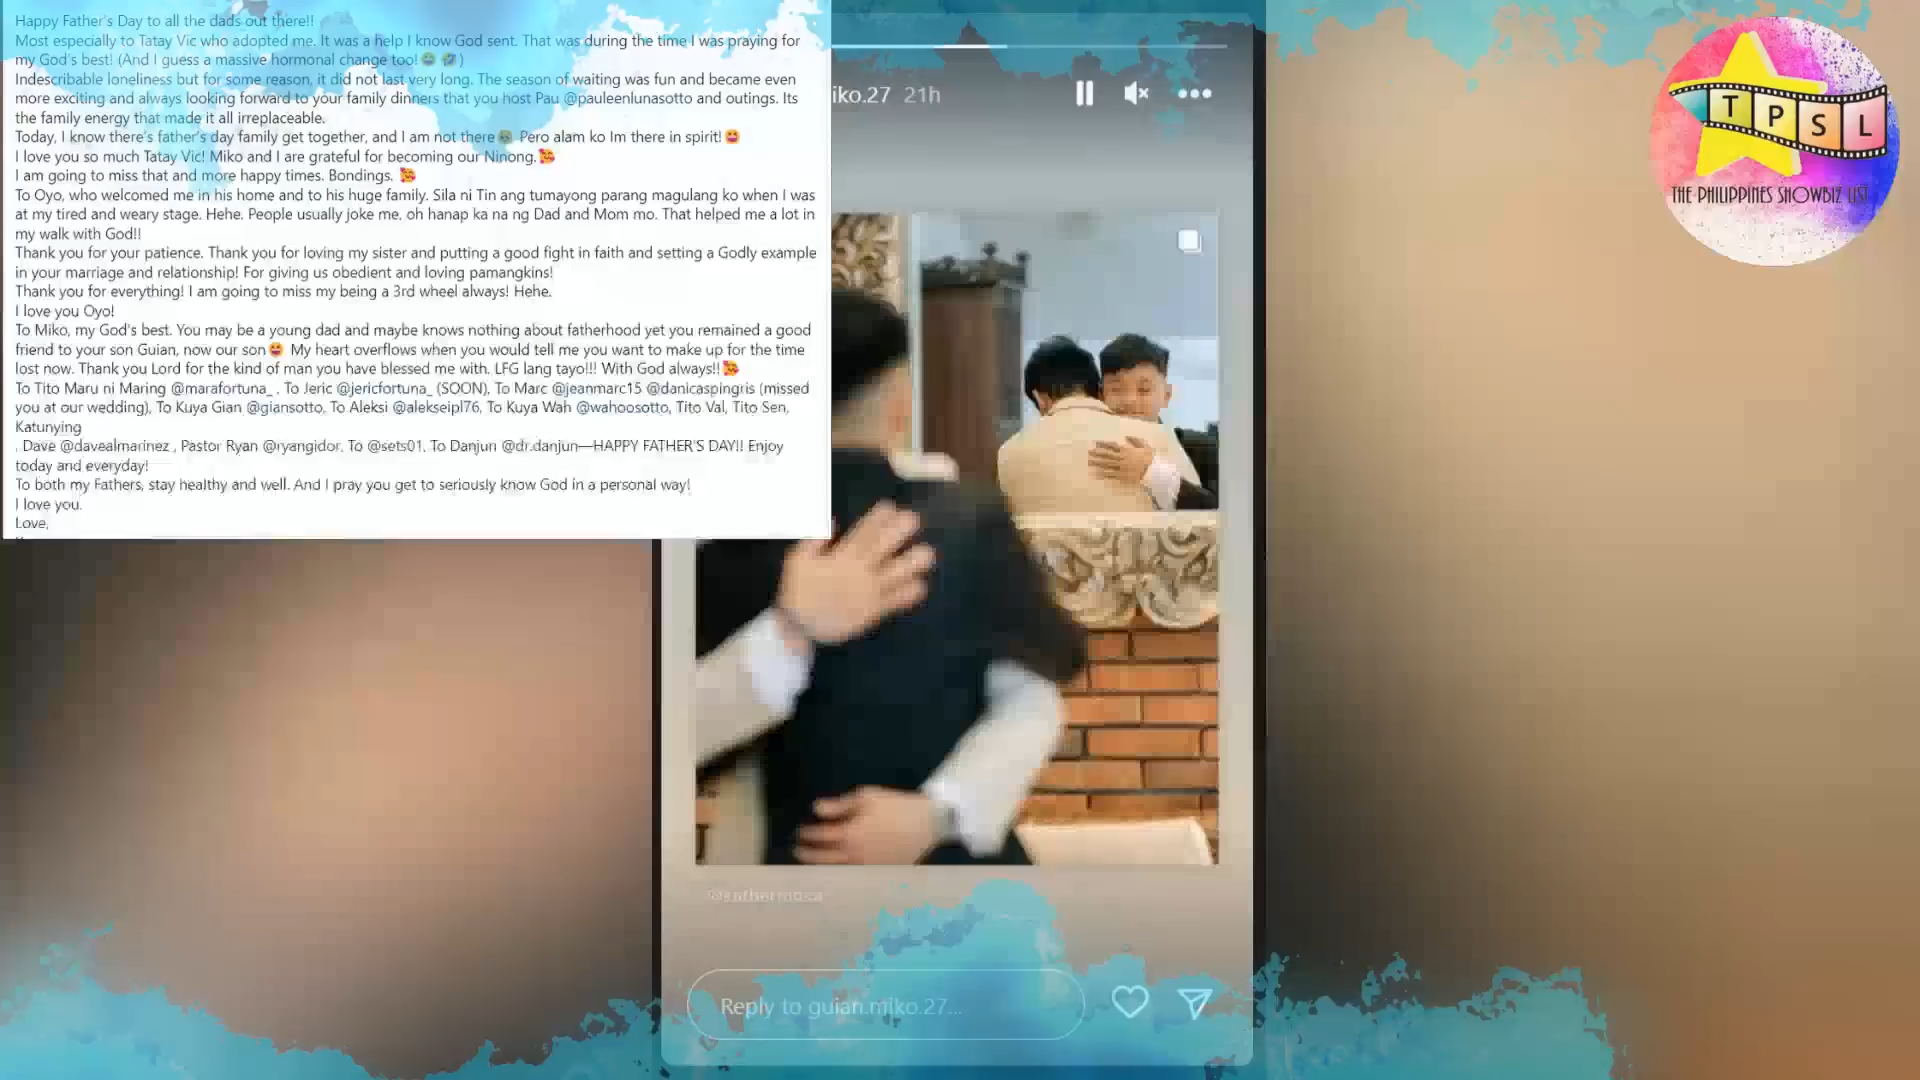 Happy Father's Day to all the dads out there!!
Most especially to Tatay Vic who adopted me. It was a help I know God sent. That was during the time I was praying for
my God's best! (And I guess a massive hormonal change too!😂🤣)
Indescribable loneliness but for some reason, it did not last very long. The season of waiting was fun and became even
more exciting and always looking forward to your family dinners that you host Pau @pauleenlunasotto and outings. Its
the family energy that made it all irreplaceable.
Today, I know there's father's day family get together, and I am not there Pero alam ko Im there in spirit!😆
I love you so much Tatay Vic! Miko and I are grateful for becoming our Ninong.🥰
I am going to miss that and more happy times. Bondings. 🥰
To Oyo, who welcomed me in his home and to his huge family. Sila ni Tin ang tumayong parang magulang ko when I was
at my tired and weary stage. Hehe. People usually joke me, oh hanap ka na ng Dad and Mom mo. That helped me a lot in
my walk with God!!
Thank you for your patience. Thank you for loving my sister and putting a good fight in faith and setting a Godly example
in your marriage and relationship! For giving us obedient and loving pamangkins!
Thank you for everything! I am going to miss my being a 3rd wheel always! Hehe.
I love you Oyo!
To Miko, my God's best. You may be a young dad and maybe knows nothing about fatherhood yet you remained a good
friend to your son Guian, now our son😆 My heart overflows when you would tell me you want to make up for the time
lost now. Thank you Lord for the kind of man you have blessed me with. LFG lang tayo!!! With God always!!🥰
To Tito Maru ni Maring @marafortuna_ , To Jeric @jericfortuna_ (SOON), To Marc @jeanmarc15 @danicaspingris (missed
you at our wedding), To Kuya Gian @giansotto, To Aleksi @alekseipl76, To Kuya Wah @wahoosotto, Tito Val, Tito Sen,
Katunying
, Dave @davealmarinez , Pastor Ryan @ryangidor, To @sets01, To Danjun @dr.danjun—HAPPY FATHER'S DAY!! Enjoy
today and everyday!
To both my Fathers, stay healthy and well. And I pray you get to seriously know God in a personal way!
I love you.
Love,
iko.27 21h
TPSL
THE PHILIPPINES SHOWBIZ LIST
@kathermosa
Reply to guian.miko.27...